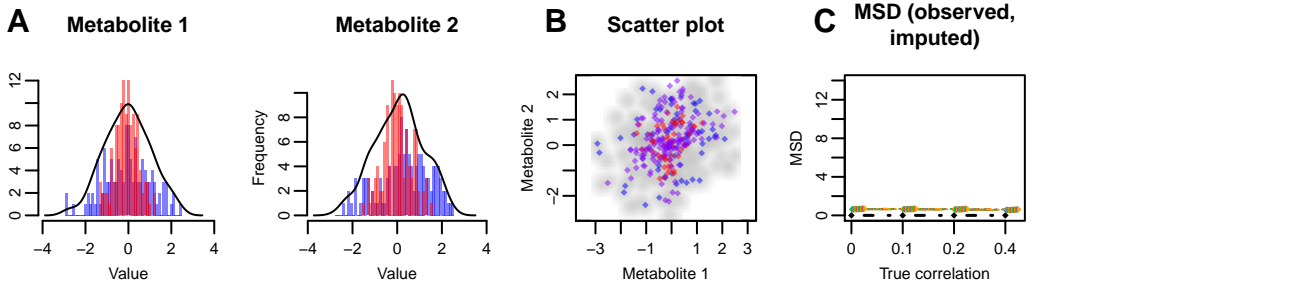 A
Metabolite 1
12
8
6
4
2
0
−4
−2
0
2
4
Value
Metabolite 2
Frequency
8
6
4
2
0
−4
−2
0
2
4
Value
B
Scatter plot
Metabolite 2
2
1
0
−2
−3
−1
1
2
3
Metabolite 1
C
MSD (observed,
imputed)
MSD
12
8
4
0
0
0.1
0.2
0.4
True correlation